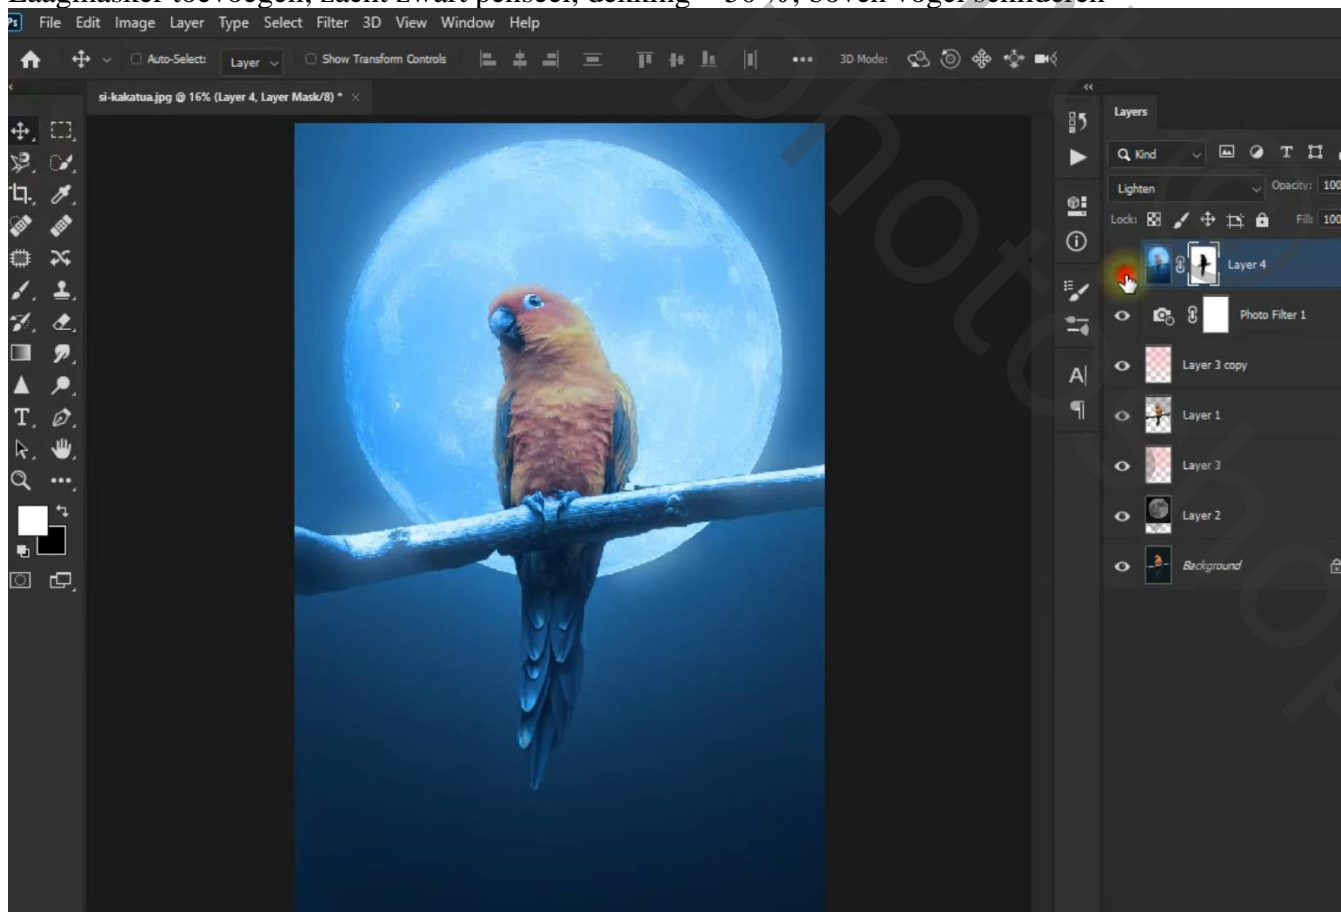 Laagmasker toevoegen, zacht zwart penseel, dekking = 30%; boven vogel schilderen
Ps File Edit Image Layer Type Select Filter 3D View Window Help
Auto-Select: Layer Show Transform Controls 3D Mode:
si-kakatua.jpg @ 16% (Layer 4, Layer Mask/8) * ×
Layers
Kind
Lighten Opacity: 100
Lock: Fill: 100
Layer 4
Photo Filter 1
Layer 3 copy
Layer 1
Layer 3
Layer 2
Background